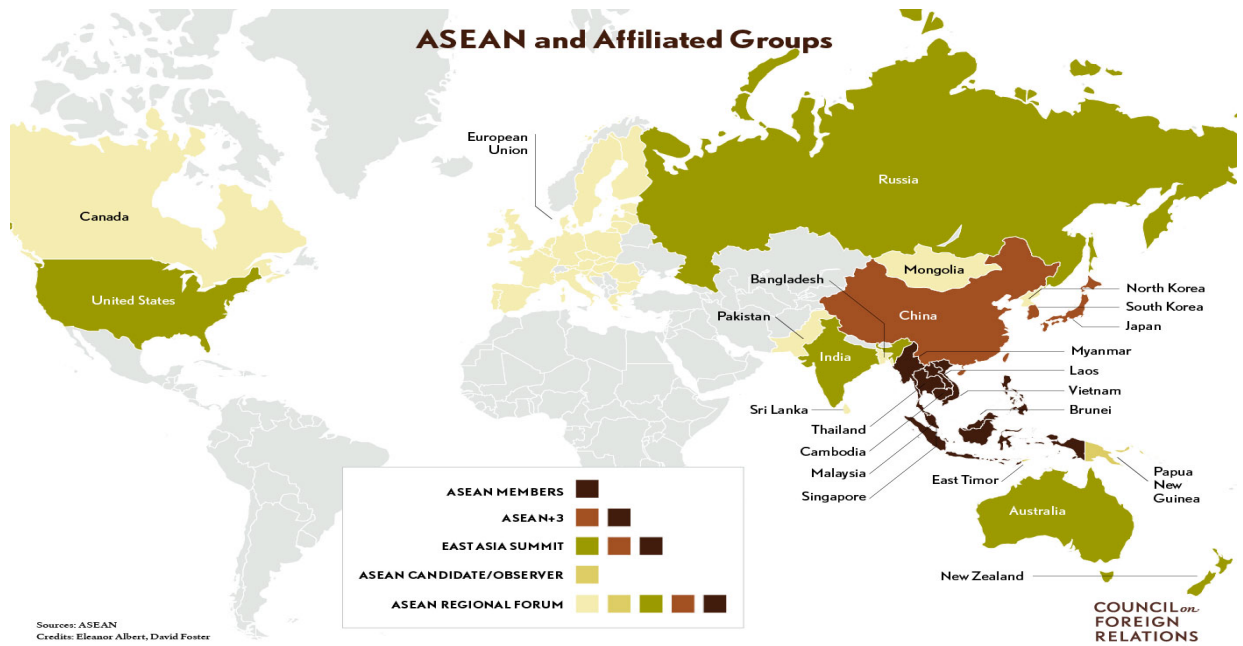 ASEAN and Affiliated Groups
European
Union
Russia
Canada
Mongolia
Bangladesh
North Korea
United States
South Korea
Pakistan
China
Japan
India
Myanmar
Laos
Vietnam
Sri Lanka
Brunei
Thailand
Cambodia
Malaysia
East Timor
Papua
New
Guinea
Singapore
Australia
ASEAN MEMBERS
ASEAN+3
EAST ASIA SUMMIT
ASEAN CANDIDATE/OBSERVER
ASEAN REGIONAL FORUM
New Zealand
Sources: ASEAN
Credits: Eleanor Albert, David Foster
COUNCIL on
FOREIGN
RELATIONS